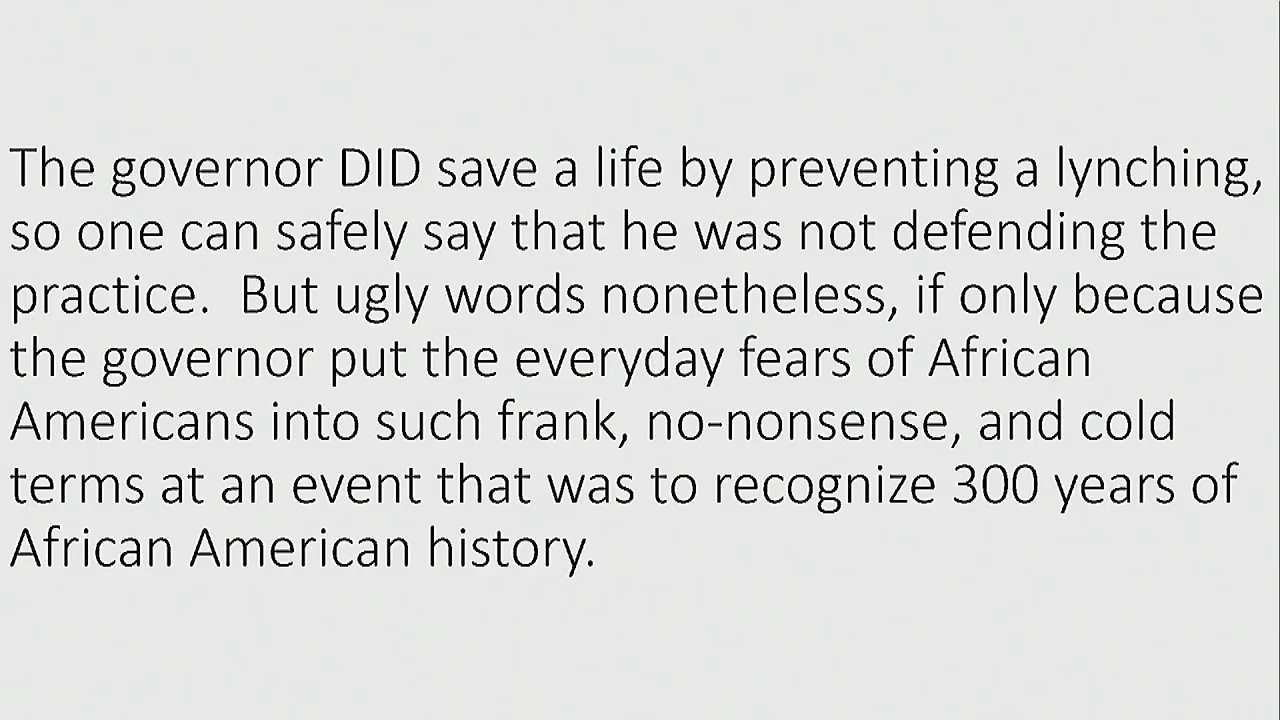 The governor DID save a life by preventing a lynching,
so one can safely say that he was not defending the
practice.  But ugly words nonetheless, if only because
the governor put the everyday fears of African
Americans into such frank, no-nonsense, and cold
terms at an event that was to recognize 300 years of
African American history.